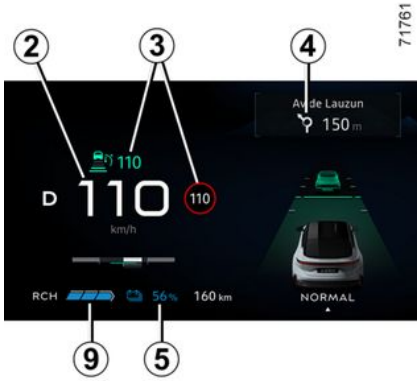 71761
2
3
4
Av de Lauzun
150 m
110
D
110
110
km/h
RCH
56%
160 km
NORMAL
9
5